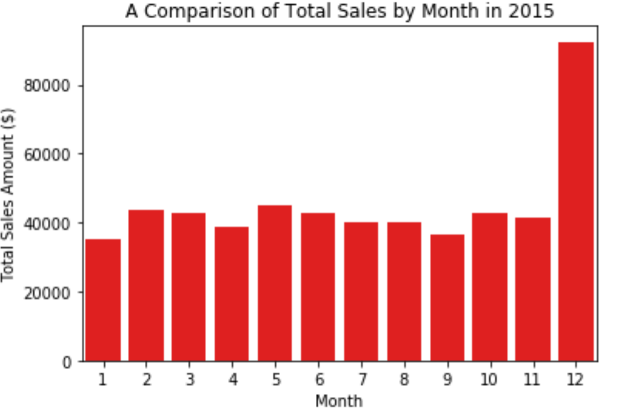 A Comparison of Total Sales by Month in 2015
Total Sales Amount ($)
80000
60000
40000
20000
0
1 2 3 4 5 6 7 8 9 10 11 12
Month